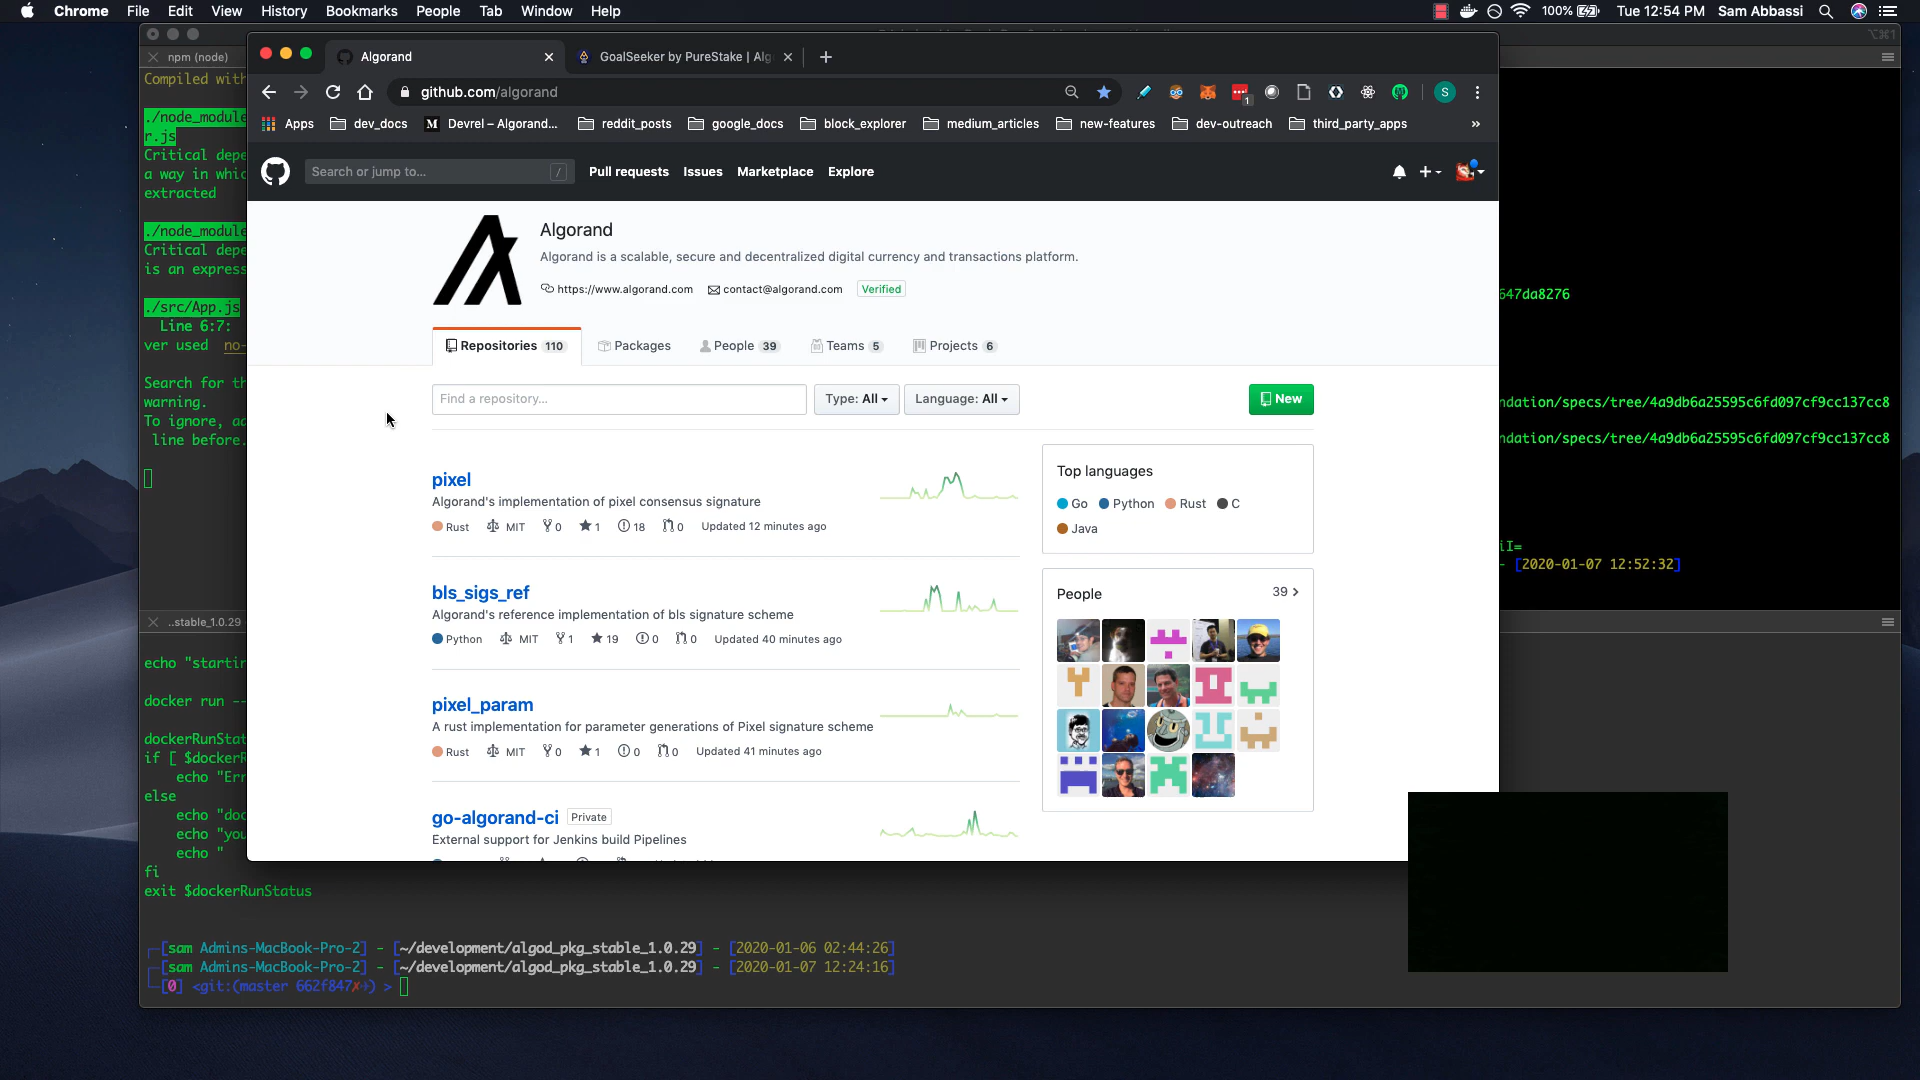 Chrome File Edit View History Bookmarks People Tab Window Help
100% Tue 12:54 PM Sam Abbassi
⌥⌘1
npm (node)
Algorand
GoalSeeker by PureStake | Alg
github.com/algorand
1
S
Apps dev_docs M Devrel – Algorand... reddit_posts google_docs block_explorer medium_articles new-features dev-outreach third_party_apps »
Search or jump to... /
Pull requests Issues Marketplace Explore
Compiled with
./node_module
r.js
Critical depe
a way in whic
extracted
./node_module
Critical depe
is an express
./src/App.js
Line 6:7:
ver used no-
Search for th
warning.
To ignore, ad
line before.
Algorand
Algorand is a scalable, secure and decentralized digital currency and transactions platform.
https://www.algorand.com contact@algorand.com Verified
Repositories 110 Packages People 39 Teams 5 Projects 6
Find a repository...
Type: All
Language: All
New
pixel
Algorand's implementation of pixel consensus signature
Rust MIT 0 1 18 0 Updated 12 minutes ago
bls_sigs_ref
Algorand's reference implementation of bls signature scheme
Python MIT 1 19 0 0 Updated 40 minutes ago
pixel_param
A rust implementation for parameter generations of Pixel signature scheme
Rust MIT 0 1 0 0 Updated 41 minutes ago
go-algorand-ci Private
External support for Jenkins build Pipelines
Top languages
Go Python Rust C
Java
People 39
647da8276
ndation/specs/tree/4a9db6a25595c6fd097cf9cc137cc8
ndation/specs/tree/4a9db6a25595c6fd097cf9cc137cc8
iI=
- [2020-01-07 12:52:32]
..stable_1.0.29
echo "startin
docker run --
dockerRunStat
if [ $dockerR
echo "Err
else
echo "doc
echo "you
echo "
fi
exit $dockerRunStatus
[sam Admins-MacBook-Pro-2] - [~/development/algod_pkg_stable_1.0.29] - [2020-01-06 02:44:26]
[sam Admins-MacBook-Pro-2] - [~/development/algod_pkg_stable_1.0.29] - [2020-01-07 12:24:16]
[0] <git:(master 662f847✗✈) >